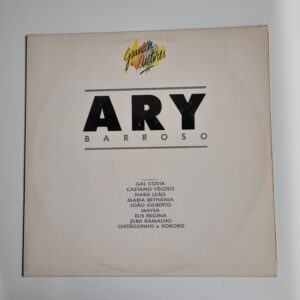 Grandes
autores
ARY
BARROSO
GAL COSTA
CAETANO VELOSO
NARA LEÃO
MARIA BETHÂNIA
JOÃO GILBERTO
MAYSA
ELIS REGINA
ELBA RAMALHO
CHITÃOZINHO e XORORÓ